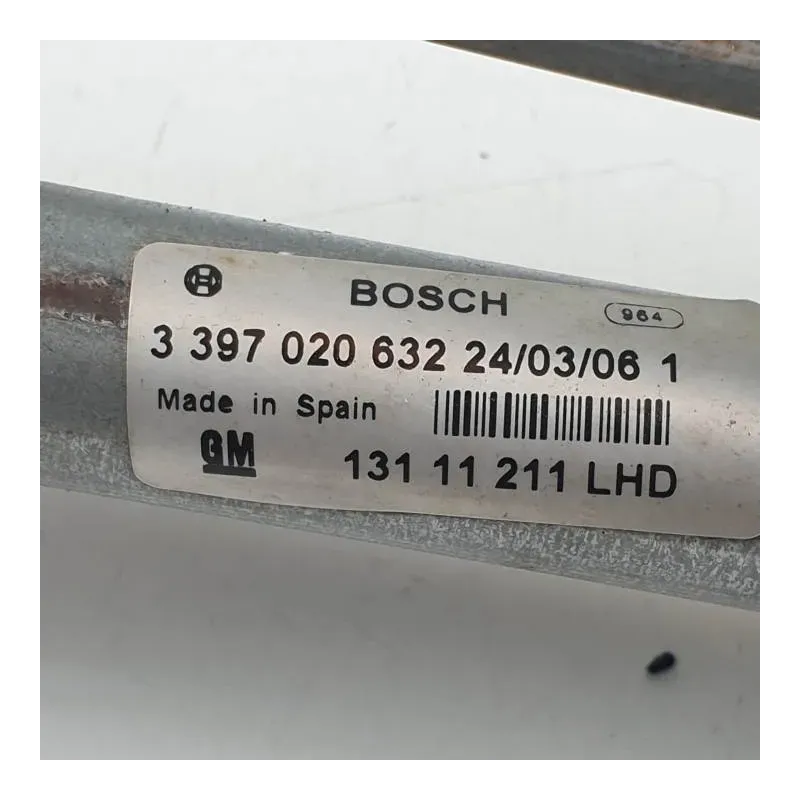 BOSCH 964
3 397 020 632 24/03/06 1
Made in Spain
GM 131 11 211 LHD